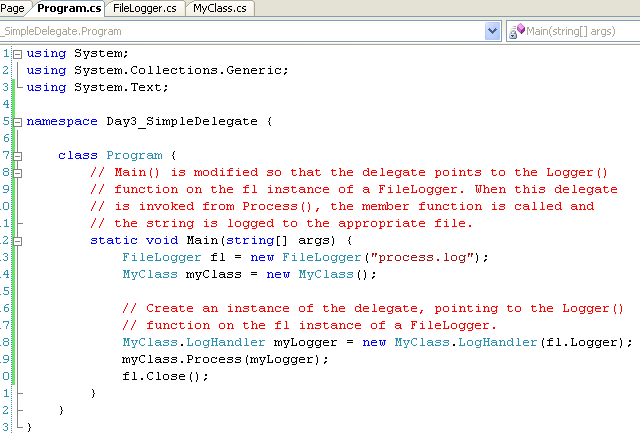 Page Program.cs FileLogger.cs MyClass.cs
_SimpleDelegate.Program Main(string[] args)
1 using System;
2 using System.Collections.Generic;
3 using System.Text;
4
5 namespace Day3_SimpleDelegate {
6
7 class Program {
8 // Main() is modified so that the delegate points to the Logger()
9 // function on the fl instance of a FileLogger. When this delegate
0 // is invoked from Process(), the member function is called and
1 // the string is logged to the appropriate file.
2 static void Main(string[] args) {
3 FileLogger fl = new FileLogger("process.log");
4 MyClass myClass = new MyClass();
5
6 // Create an instance of the delegate, pointing to the Logger()
7 // function on the fl instance of a FileLogger.
8 MyClass.LogHandler myLogger = new MyClass.LogHandler(fl.Logger);
9 myClass.Process(myLogger);
0 fl.Close();
1 }
2 }
3 }